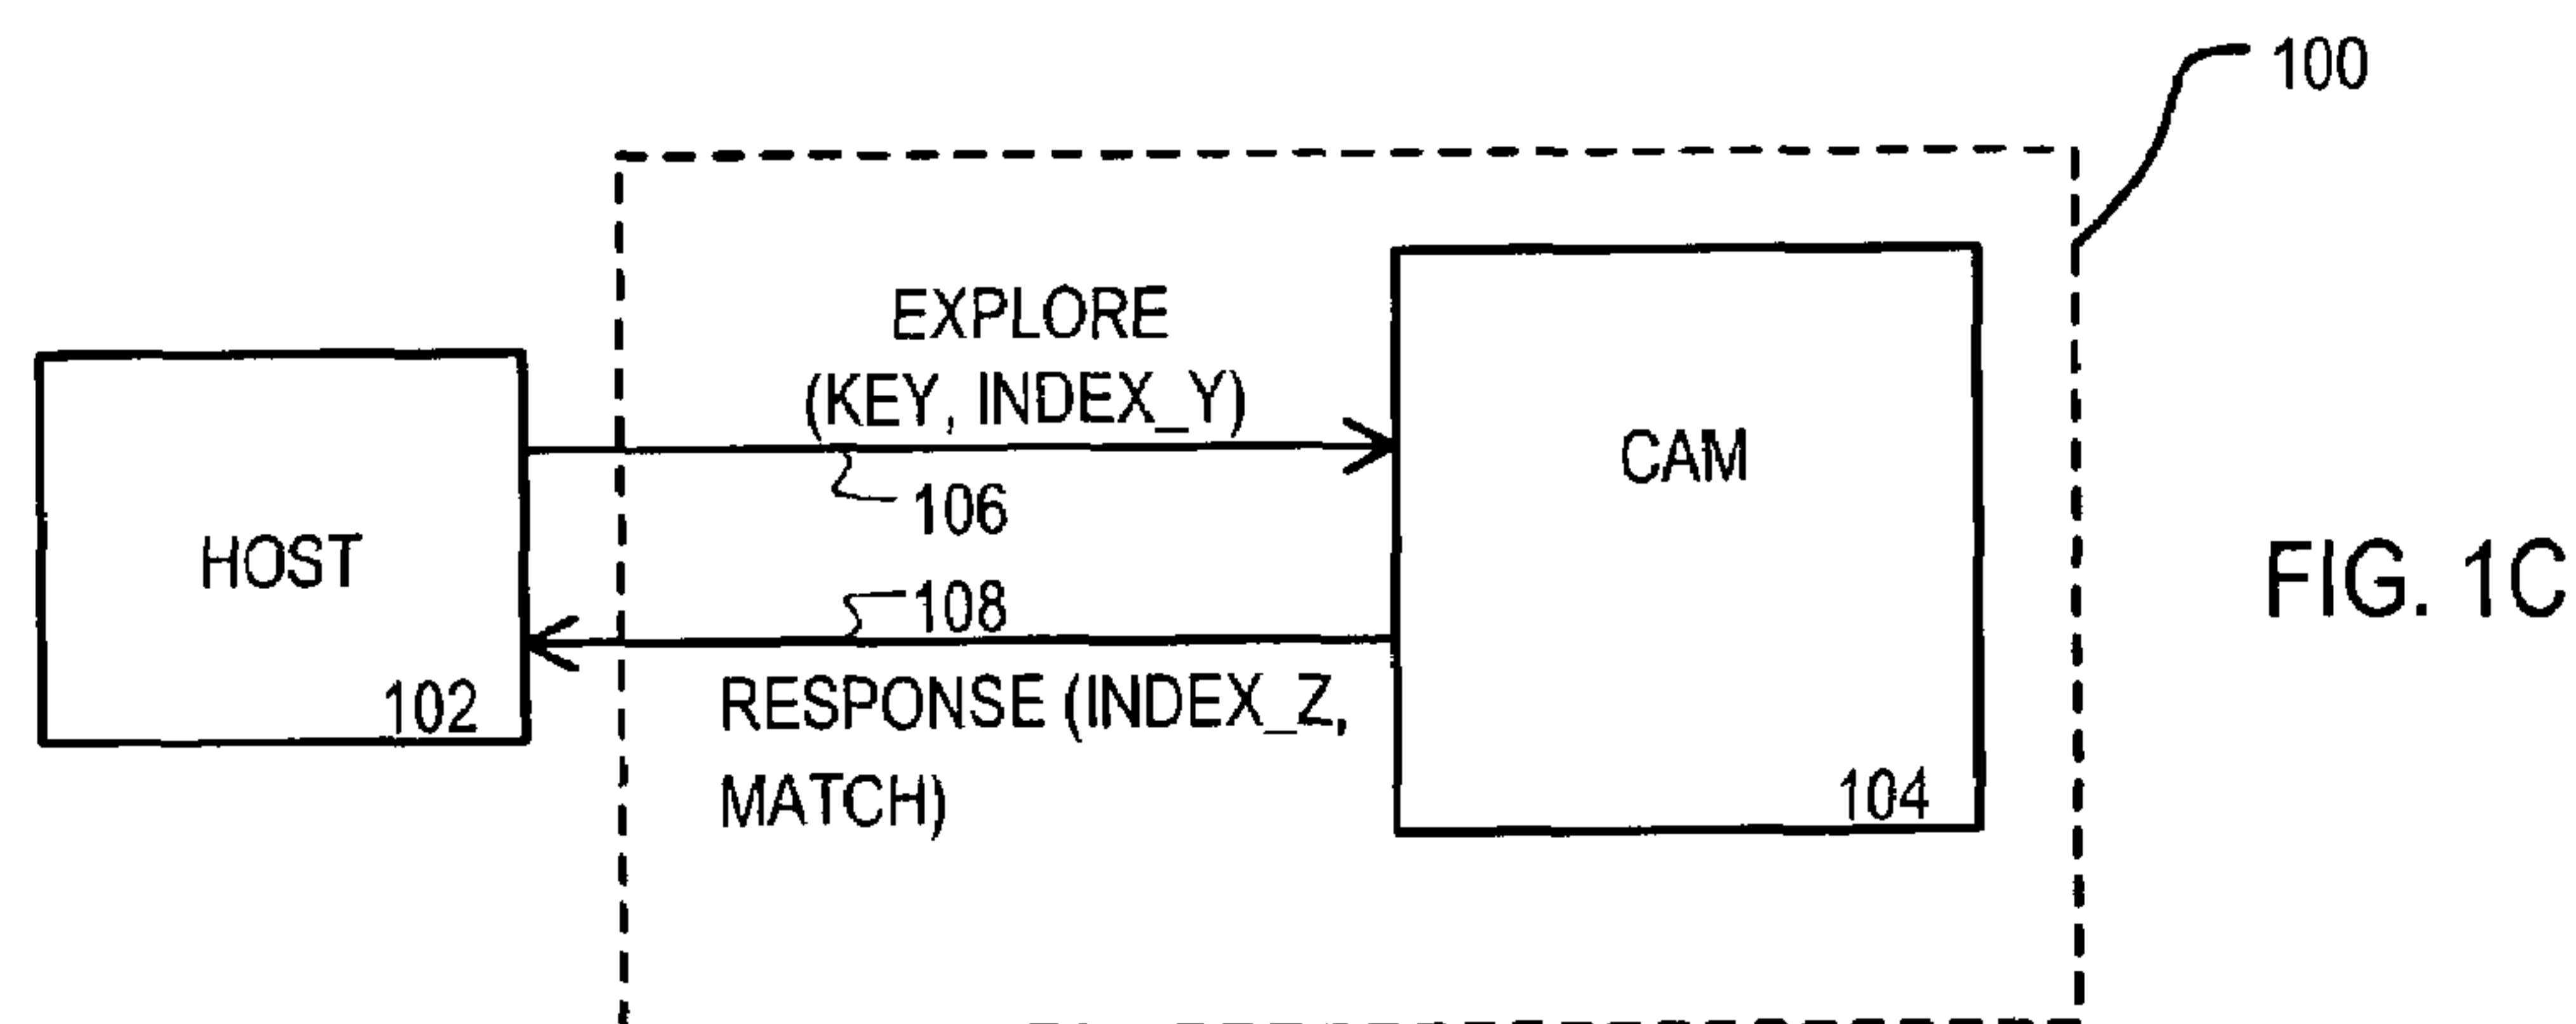 100
EXPLORE
(KEY, INDEX_Y)
CAM
106
HOST
FIG. 1C
108
102
RESPONSE (INDEX_Z,
MATCH)
104